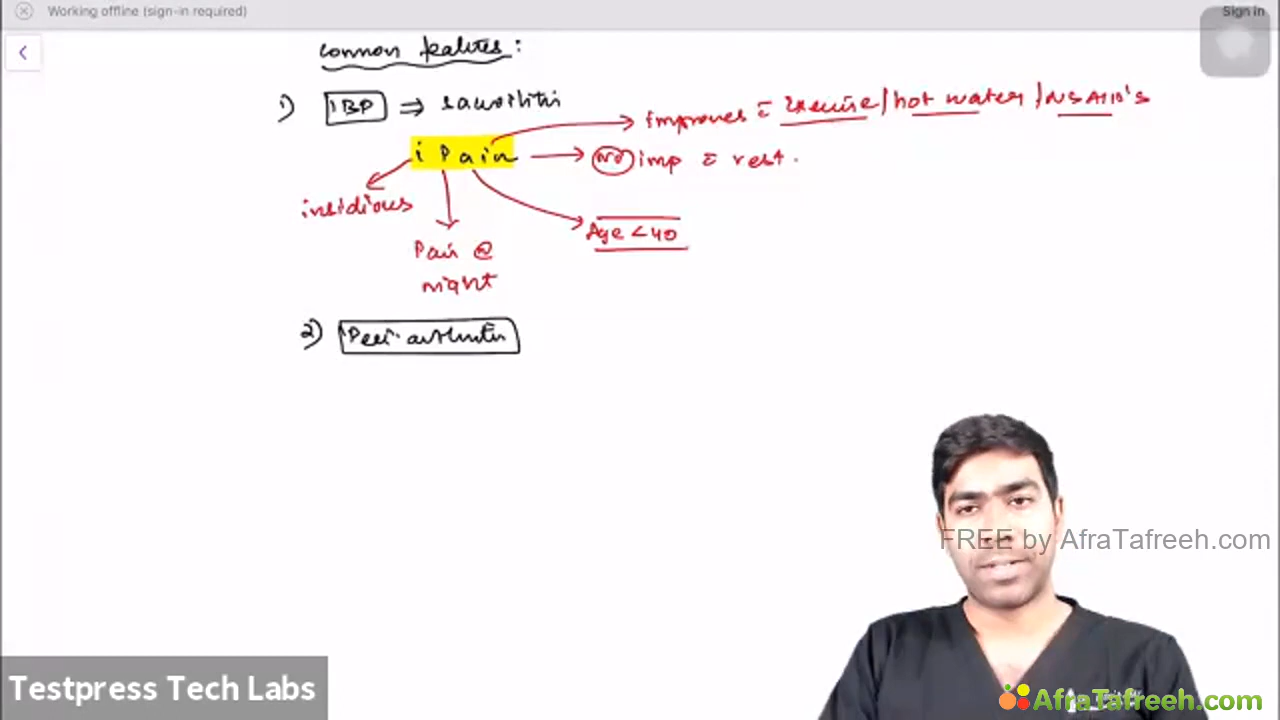 Working offline (sign-in required)
Sign in
common features:
1) IBP ⇒ sacroilitis
i Pain
improves c̄ Exercise / hot water / NSAID's
No imp c̄ rest.
insidious
Age < 40
Pain @
night
2) Peri. arthritis
FREE by AfraTafreeh.com
Testpress Tech Labs
AfraTafreeh.com